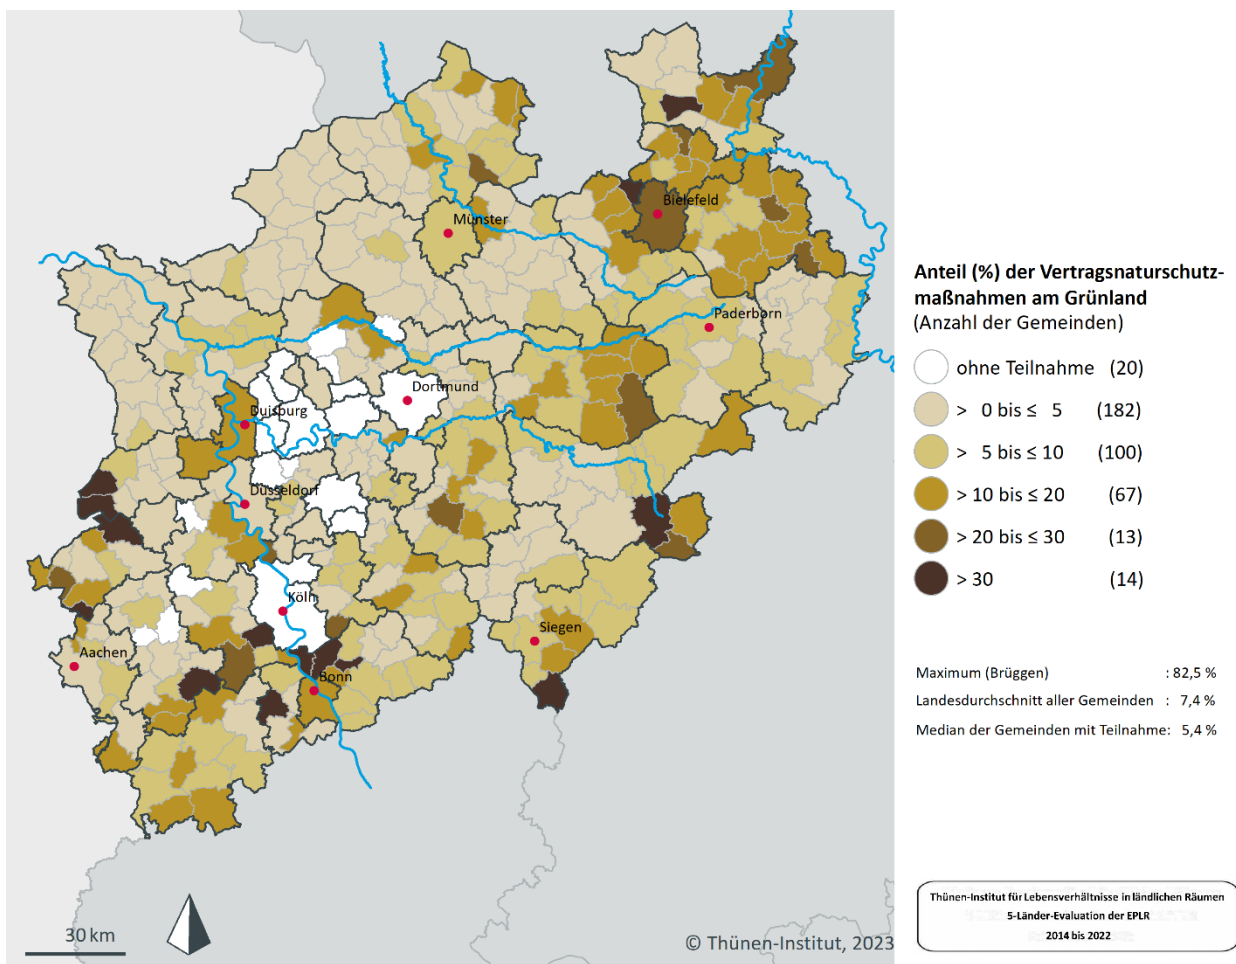 Münster
Bielefeld
Paderborn
Dortmund
Duisburg
Düsseldorf
Köln
Siegen
Aachen
Bonn
30 km
© Thünen-Institut, 2023
Anteil (%) der Vertragsnaturschutz-
maßnahmen am Grünland
(Anzahl der Gemeinden)
ohne Teilnahme (20)
> 0 bis ≤ 5 (182)
> 5 bis ≤ 10 (100)
> 10 bis ≤ 20 (67)
> 20 bis ≤ 30 (13)
> 30 (14)
Maximum (Brüggen) : 82,5 %
Landesdurchschnitt aller Gemeinden : 7,4 %
Median der Gemeinden mit Teilnahme: 5,4 %
Thünen-Institut für Lebensverhältnisse in ländlichen Räumen
5-Länder-Evaluation der EPLR
2014 bis 2022